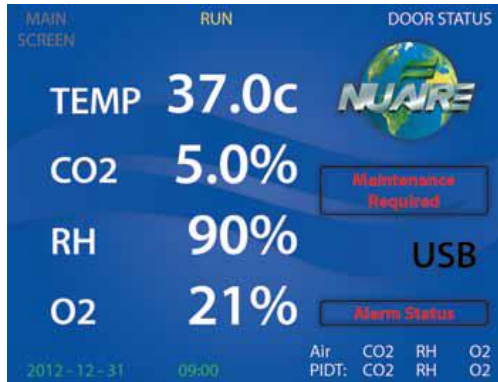 MAIN SCREEN
RUN
DOOR STATUS
TEMP 37.0c
NUAIRE
CO2 5.0%
Maintenance
Required
RH 90%
USB
O2 21%
Alarm Status
Air CO2 RH O2
2012 - 12 - 31 09:00 PIDT: CO2 RH O2